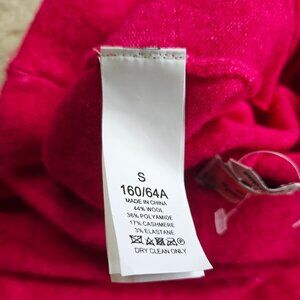 S
160/64A
MADE IN CHINA
44% WOOL
36% POLYAMIDE
17% CASHMERE
3% ELASTANE
DRY CLEAN ONLY